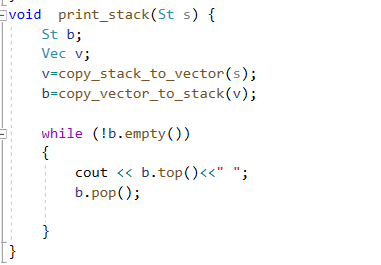 void  print_stack(St s) {
    St b;
    Vec v;
    v=copy_stack_to_vector(s);
    b=copy_vector_to_stack(v);
    while (!b.empty())
    {
        cout << b.top()<<" ";
        b.pop();
    }
}